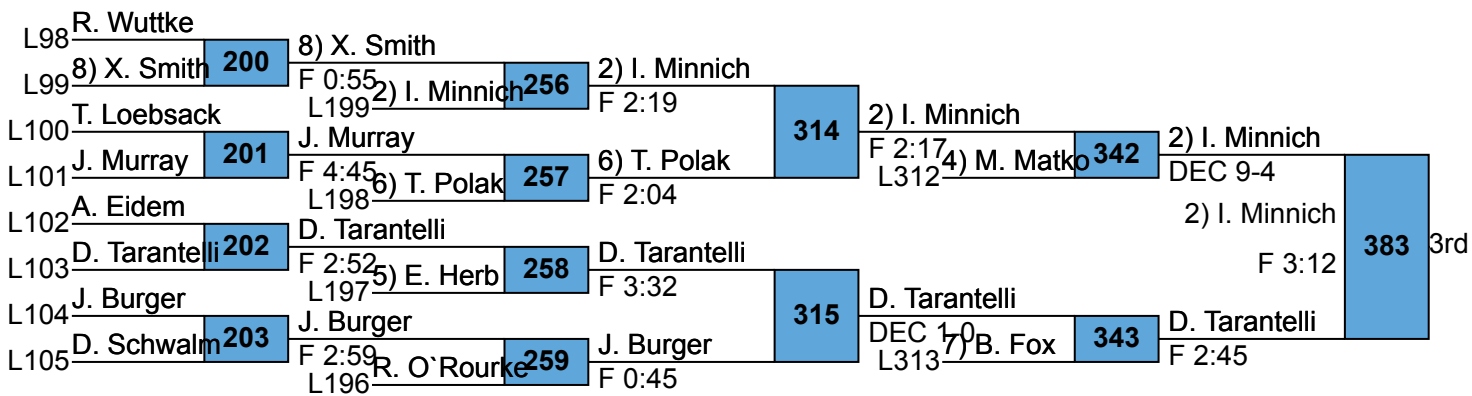 R. Wuttke
L98
200
8) X. Smith
L99
8) X. Smith
F 0:55
2) I. Minnich
L199
256
2) I. Minnich
F 2:19
T. Loebsack
L100
201
J. Murray
L101
J. Murray
F 4:45
6) T. Polak
L198
257
6) T. Polak
F 2:04
314
2) I. Minnich
F 2:17
4) M. Matko
L312
342
2) I. Minnich
DEC 9-4
A. Eidem
L102
202
D. Tarantelli
L103
D. Tarantelli
F 2:52
5) E. Herb
L197
258
D. Tarantelli
F 3:32
J. Burger
L104
203
D. Schwalm
L105
J. Burger
F 2:59
R. O`Rourke
L196
259
J. Burger
F 0:45
315
D. Tarantelli
DEC 1-0
7) B. Fox
L313
343
D. Tarantelli
F 2:45
2) I. Minnich
F 3:12
383
3rd